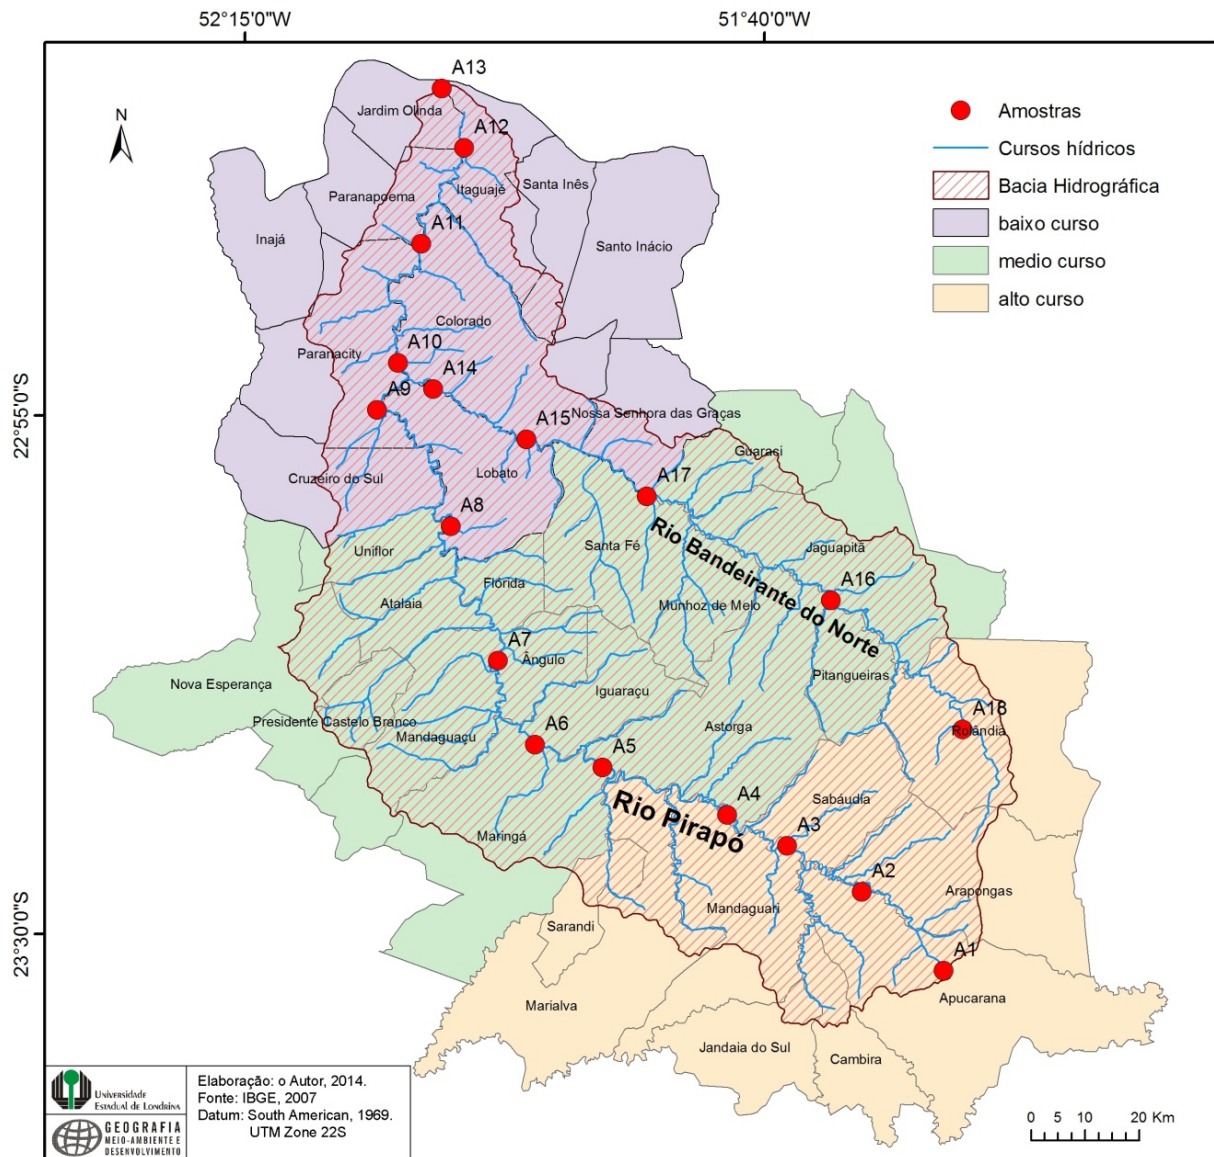 52°15'0"W
51°40'0"W
A13
Jardim Olinda
N
A12
Amostras
Cursos hídricos
Bacia Hidrográfica
baixo curso
medio curso
alto curso
Paranapoema
Itaguajé
Santa Inês
Inajá
A11
Santo Inácio
Colorado
Paranacity
A10
A14
A9
22°55'0"S
A15
Nossa Senhora das Graças
Guarasi
Cruzeiro do Sul
Lobato
A17
A8
Rio Bandeirante do Norte
Uniflor
Santa Fé
Jaguapitã
Flórida
A16
Atalaia
Munhoz de Melo
A7
Ângulo
Pitangueiras
Nova Esperança
Iguaraçu
Presidente Castelo Branco
Mandaguaçu
Astorga
A18
Rolândia
A6
A5
Rio Pirapó
A4
Sabáudia
Maringá
A3
A2
Arapongas
Mandaguari
23°30'0"S
Sarandi
A1
Marialva
Apucarana
Jandaia do Sul
Cambira
Universidade
Estadual de Londrina
GEOGRAFIA
MEIO-AMBIENTE E
DESENVOLVIMENTO
Elaboração: o Autor, 2014.
Fonte: IBGE, 2007
Datum: South American, 1969.
UTM Zone 22S
0 5 10 20 Km